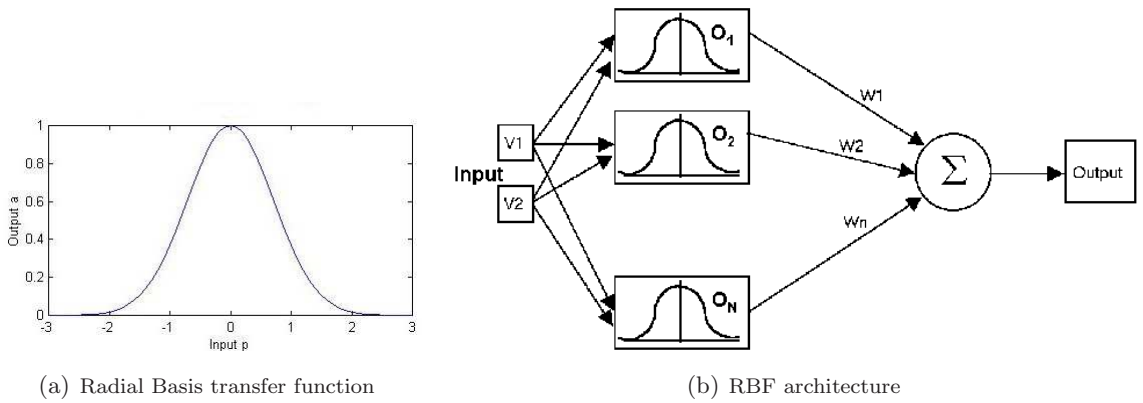 1
0.8
0.6
0.4
0.2
0
Output a
-3
-2
-1
0
1
2
3
Input p
(a) Radial Basis transfer function
Input
V1
V2
O1
O2
ON
W1
W2
Wn
Σ
Output
(b) RBF architecture